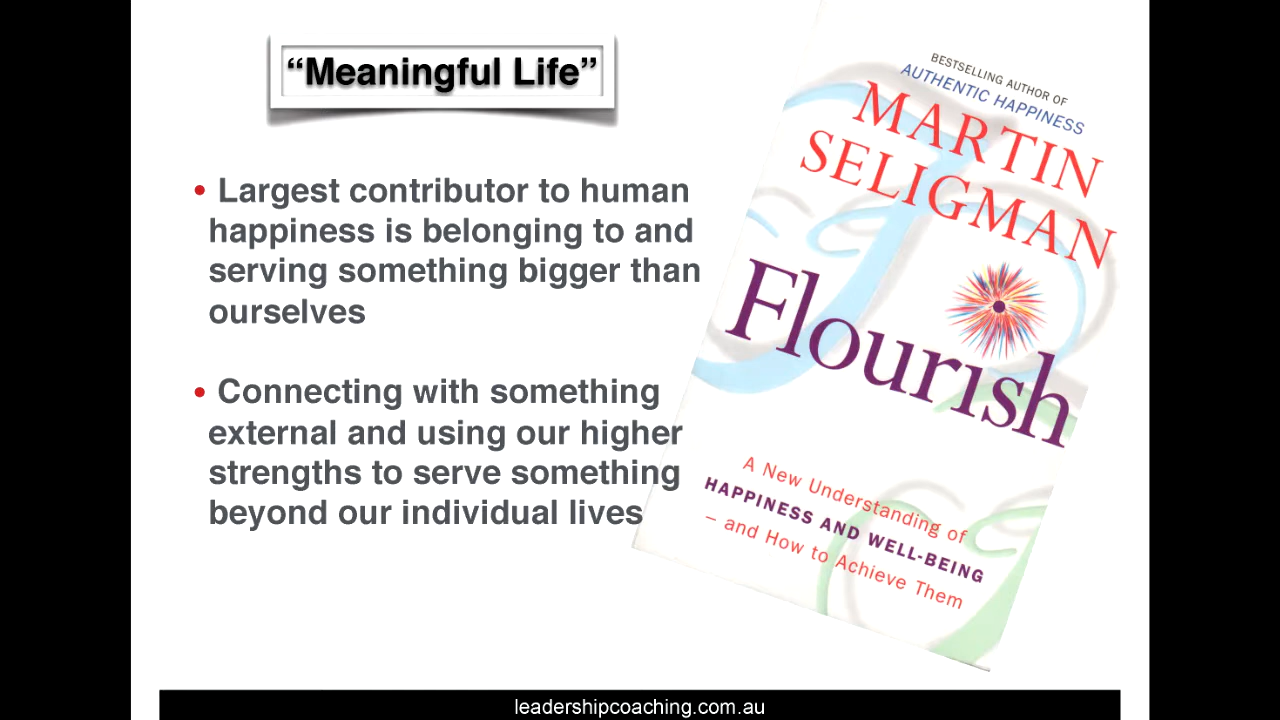 “Meaningful Life”
• Largest contributor to human
happiness is belonging to and
serving something bigger than
ourselves
• Connecting with something
external and using our higher
strengths to serve something
beyond our individual lives
BESTSELLING AUTHOR OF
AUTHENTIC HAPPINESS
MARTIN
SELIGMAN
Flourish
A New Understanding of
HAPPINESS AND WELL-BEING
– and How to Achieve Them
leadershipcoaching.com.au